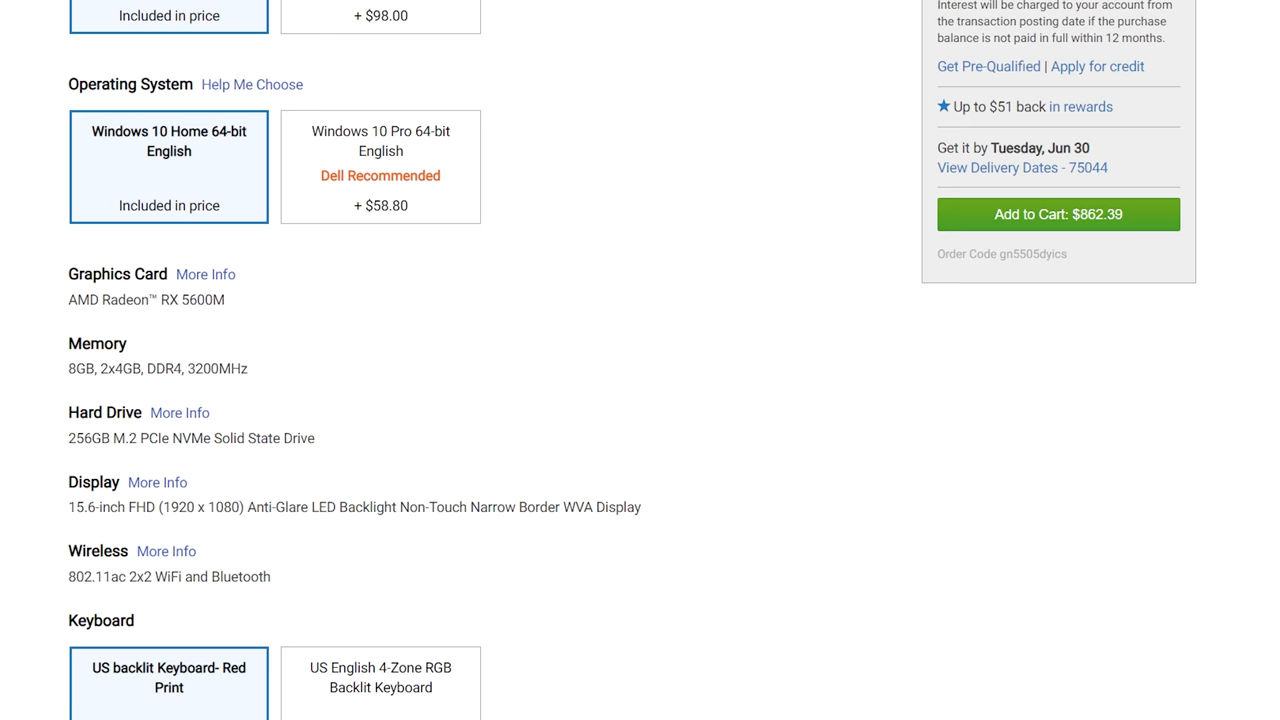 Included in price
+ $98.00
Operating System Help Me Choose
Windows 10 Home 64-bit
English
Included in price
Windows 10 Pro 64-bit
English
Dell Recommended
+ $58.80
Graphics Card More Info
AMD Radeon™ RX 5600M
Memory
8GB, 2x4GB, DDR4, 3200MHz
Hard Drive More Info
256GB M.2 PCIe NVMe Solid State Drive
Display More Info
15.6-inch FHD (1920 x 1080) Anti-Glare LED Backlight Non-Touch Narrow Border WVA Display
Wireless More Info
802.11ac 2x2 WiFi and Bluetooth
Keyboard
US backlit Keyboard- Red
Print
US English 4-Zone RGB
Backlit Keyboard
Interest will be charged to your account from
the transaction posting date if the purchase
balance is not paid in full within 12 months.
Get Pre-Qualified | Apply for credit
Up to $51 back in rewards
Get it by Tuesday, Jun 30
View Delivery Dates - 75044
Add to Cart: $862.39
Order Code gn5505dyics